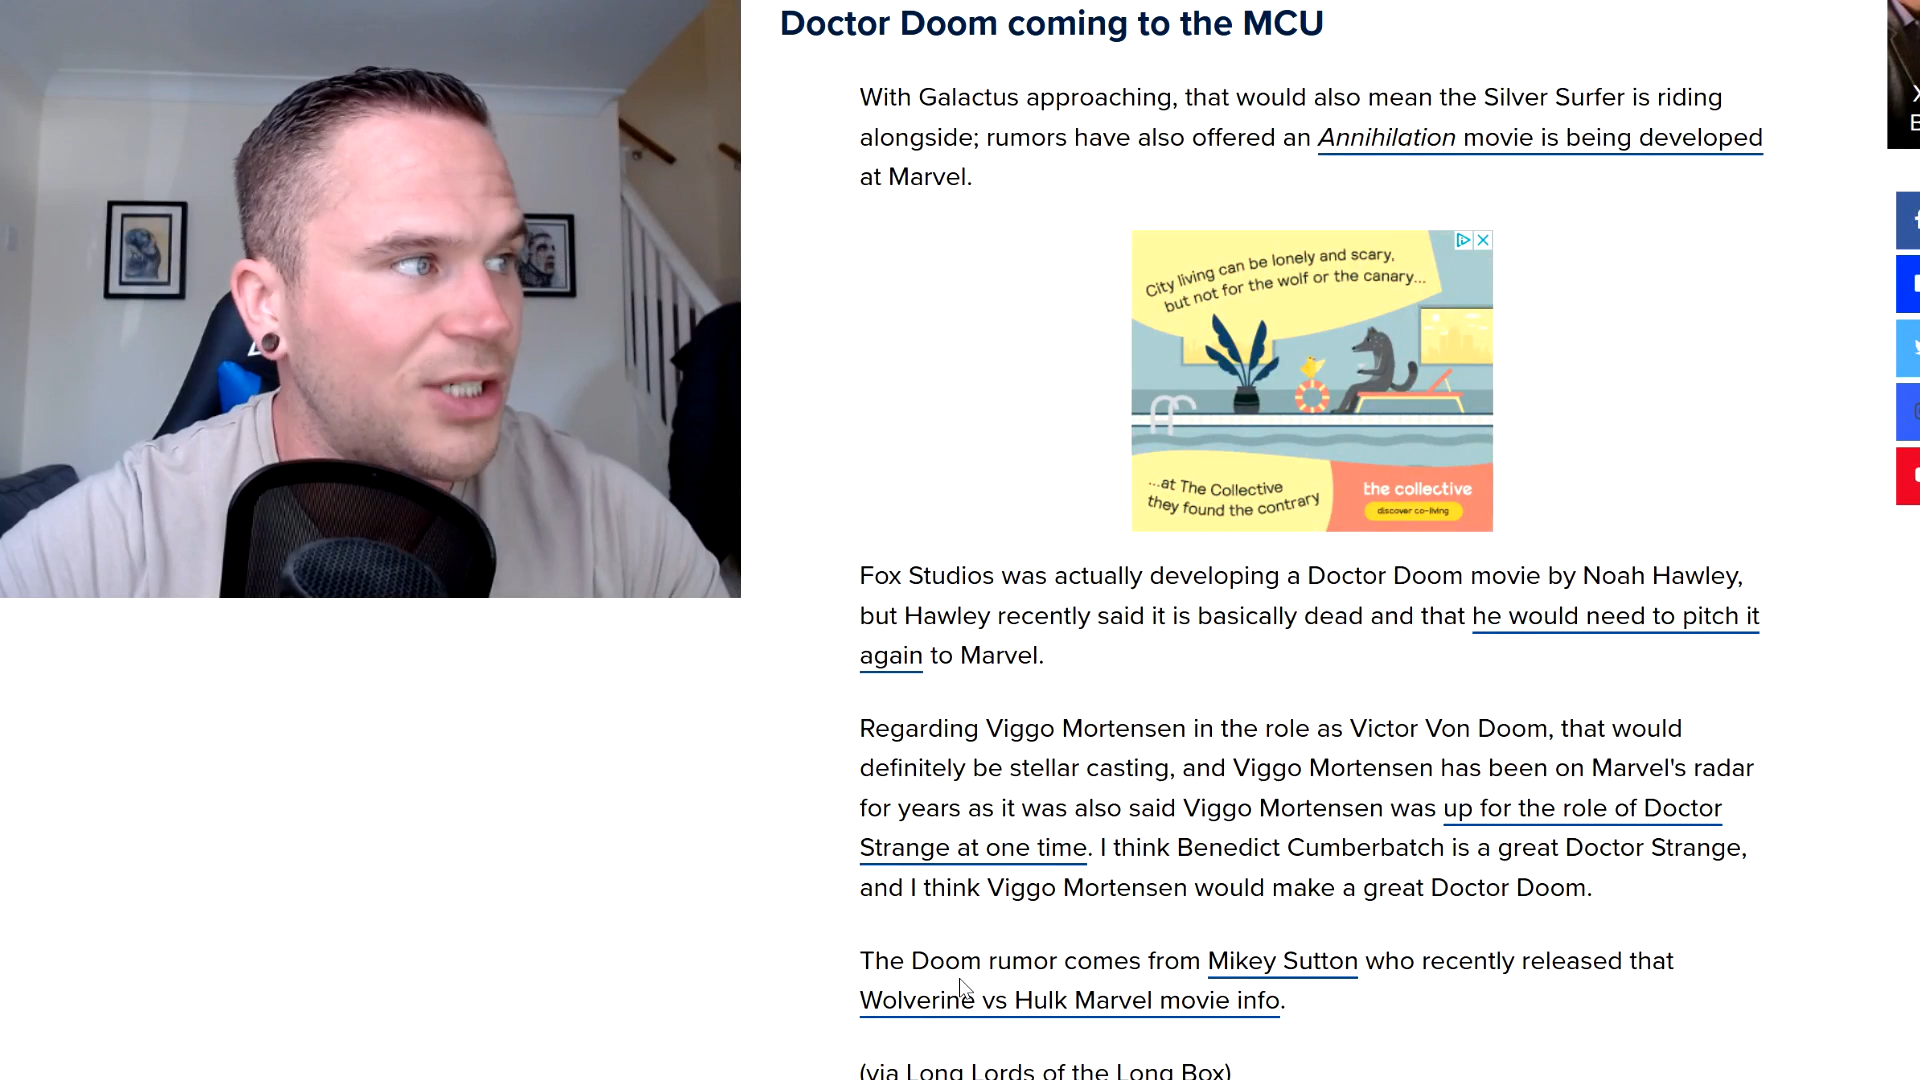 Doctor Doom coming to the MCU
With Galactus approaching, that would also mean the Silver Surfer is riding
alongside; rumors have also offered an Annihilation movie is being developed
at Marvel.
City living can be lonely and scary,
but not for the wolf or the canary...
...at The Collective
they found the contrary
the collective
discover co-living
Fox Studios was actually developing a Doctor Doom movie by Noah Hawley,
but Hawley recently said it is basically dead and that he would need to pitch it
again to Marvel.
Regarding Viggo Mortensen in the role as Victor Von Doom, that would
definitely be stellar casting, and Viggo Mortensen has been on Marvel's radar
for years as it was also said Viggo Mortensen was up for the role of Doctor
Strange at one time. I think Benedict Cumberbatch is a great Doctor Strange,
and I think Viggo Mortensen would make a great Doctor Doom.
The Doom rumor comes from Mikey Sutton who recently released that
Wolverine vs Hulk Marvel movie info.
(via Long Lords of the Long Box)